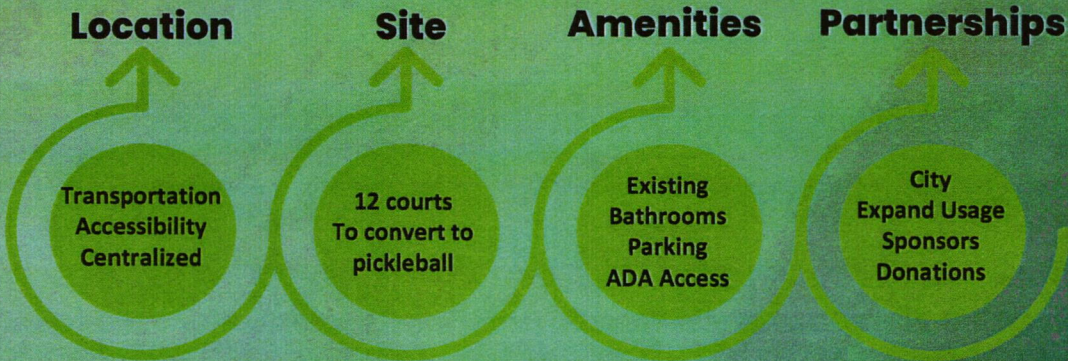 Location
Transportation
Accessibility
Centralized
Site
12 courts
To convert to
pickleball
Amenities
Existing
Bathrooms
Parking
ADA Access
Partnerships
City
Expand Usage
Sponsors
Donations